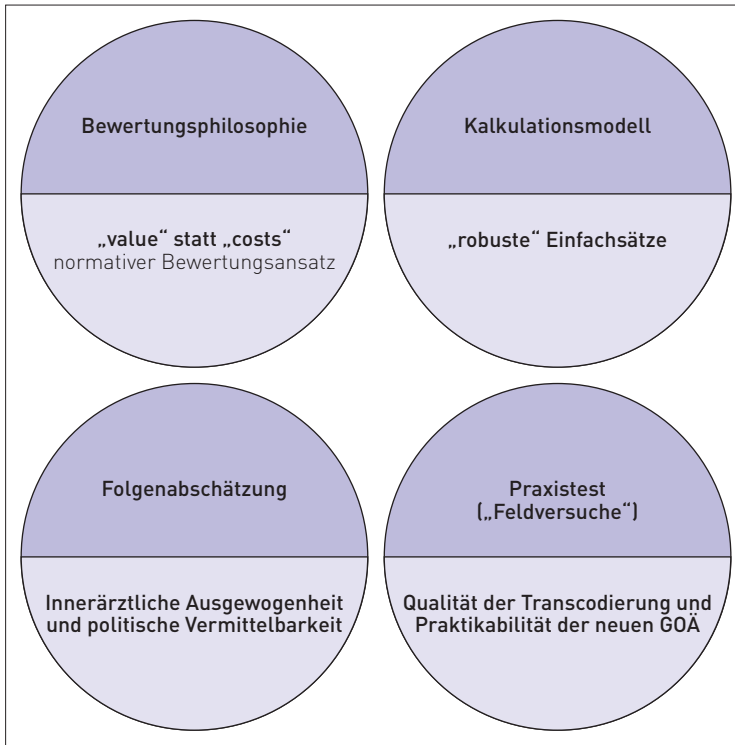 Bewertungsphilosophie
„value“ statt „costs“
normativer Bewertungsansatz
Kalkulationsmodell
„robuste“ Einfachsätze
Folgenabschätzung
Innerärztliche Ausgewogenheit
und politische Vermittelbarkeit
Praxistest
(„Feldversuche“)
Qualität der Transcodierung und
Praktikabilität der neuen GOÄ